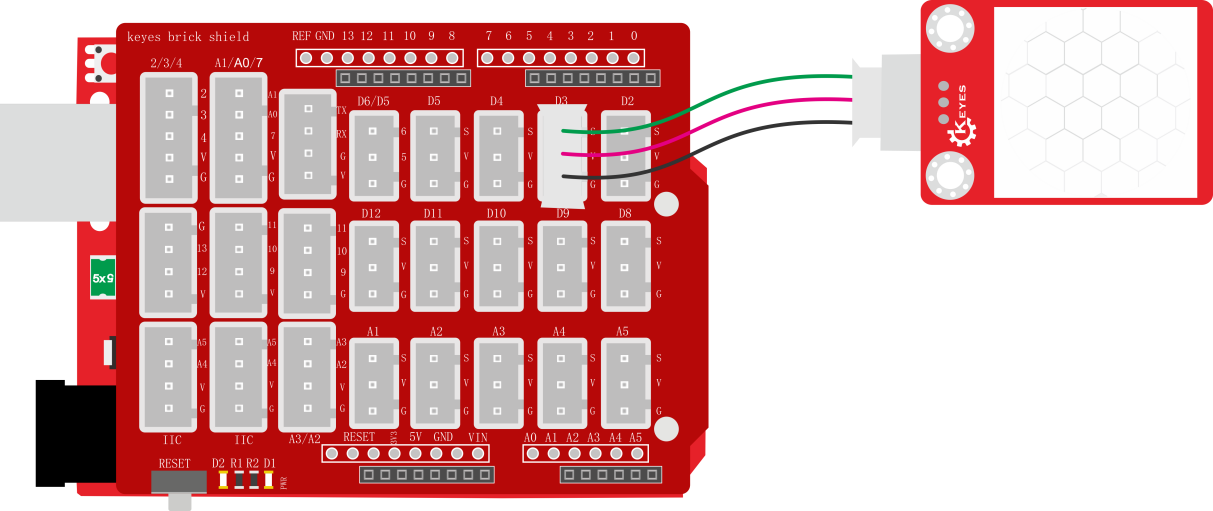 keyes brick shield
REF GND 13 12 11 10 9 8
7 6 5 4 3 2 1 0
2/3/4
A1/A0/7
2
3
4
V
G
A1
A0
7
V
G
TX
RX
G
V
D6/D5
D5
D4
D3
D2
6
5
G
S
V
G
S
V
G
S
V
G
S
V
G
KEYES
5x5
G
13
12
V
11
10
9
V
11
10
9
G
D12
D11
D10
D9
D8
S
V
G
S
V
G
S
V
G
S
V
G
S
V
G
A5
A4
V
G
A5
A4
V
G
A3
A2
V
G
A1
A2
A3
A4
A5
S
V
G
S
V
G
S
V
G
S
V
G
S
V
G
IIC
IIC
A3/A2
RESET 3V3 5V GND VIN
A0 A1 A2 A3 A4 A5
RESET
D2 R1 R2 D1
PWR